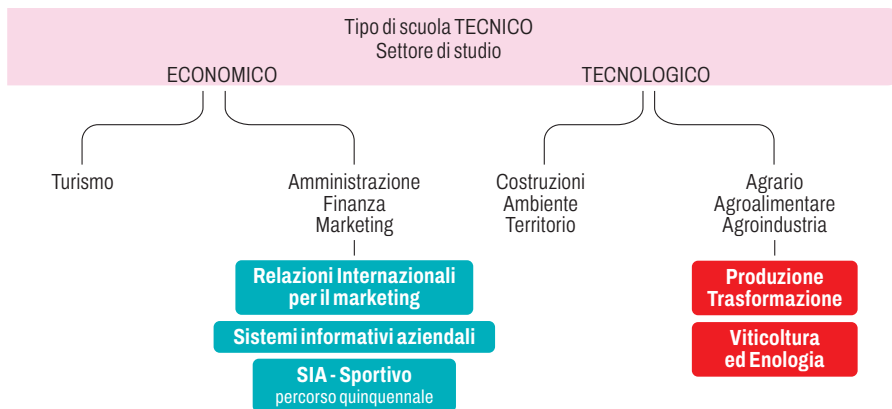 Tipo di scuola TECNICO
Settore di studio
ECONOMICO
TECNOLOGICO
Turismo
Amministrazione
Finanza
Marketing
Costruzioni
Ambiente
Territorio
Agrario
Agroalimentare
Agroindustria
Relazioni Internazionali
per il marketing
Sistemi informativi aziendali
SIA - Sportivo
percorso quinquennale
Produzione
Trasformazione
Viticoltura
ed Enologia